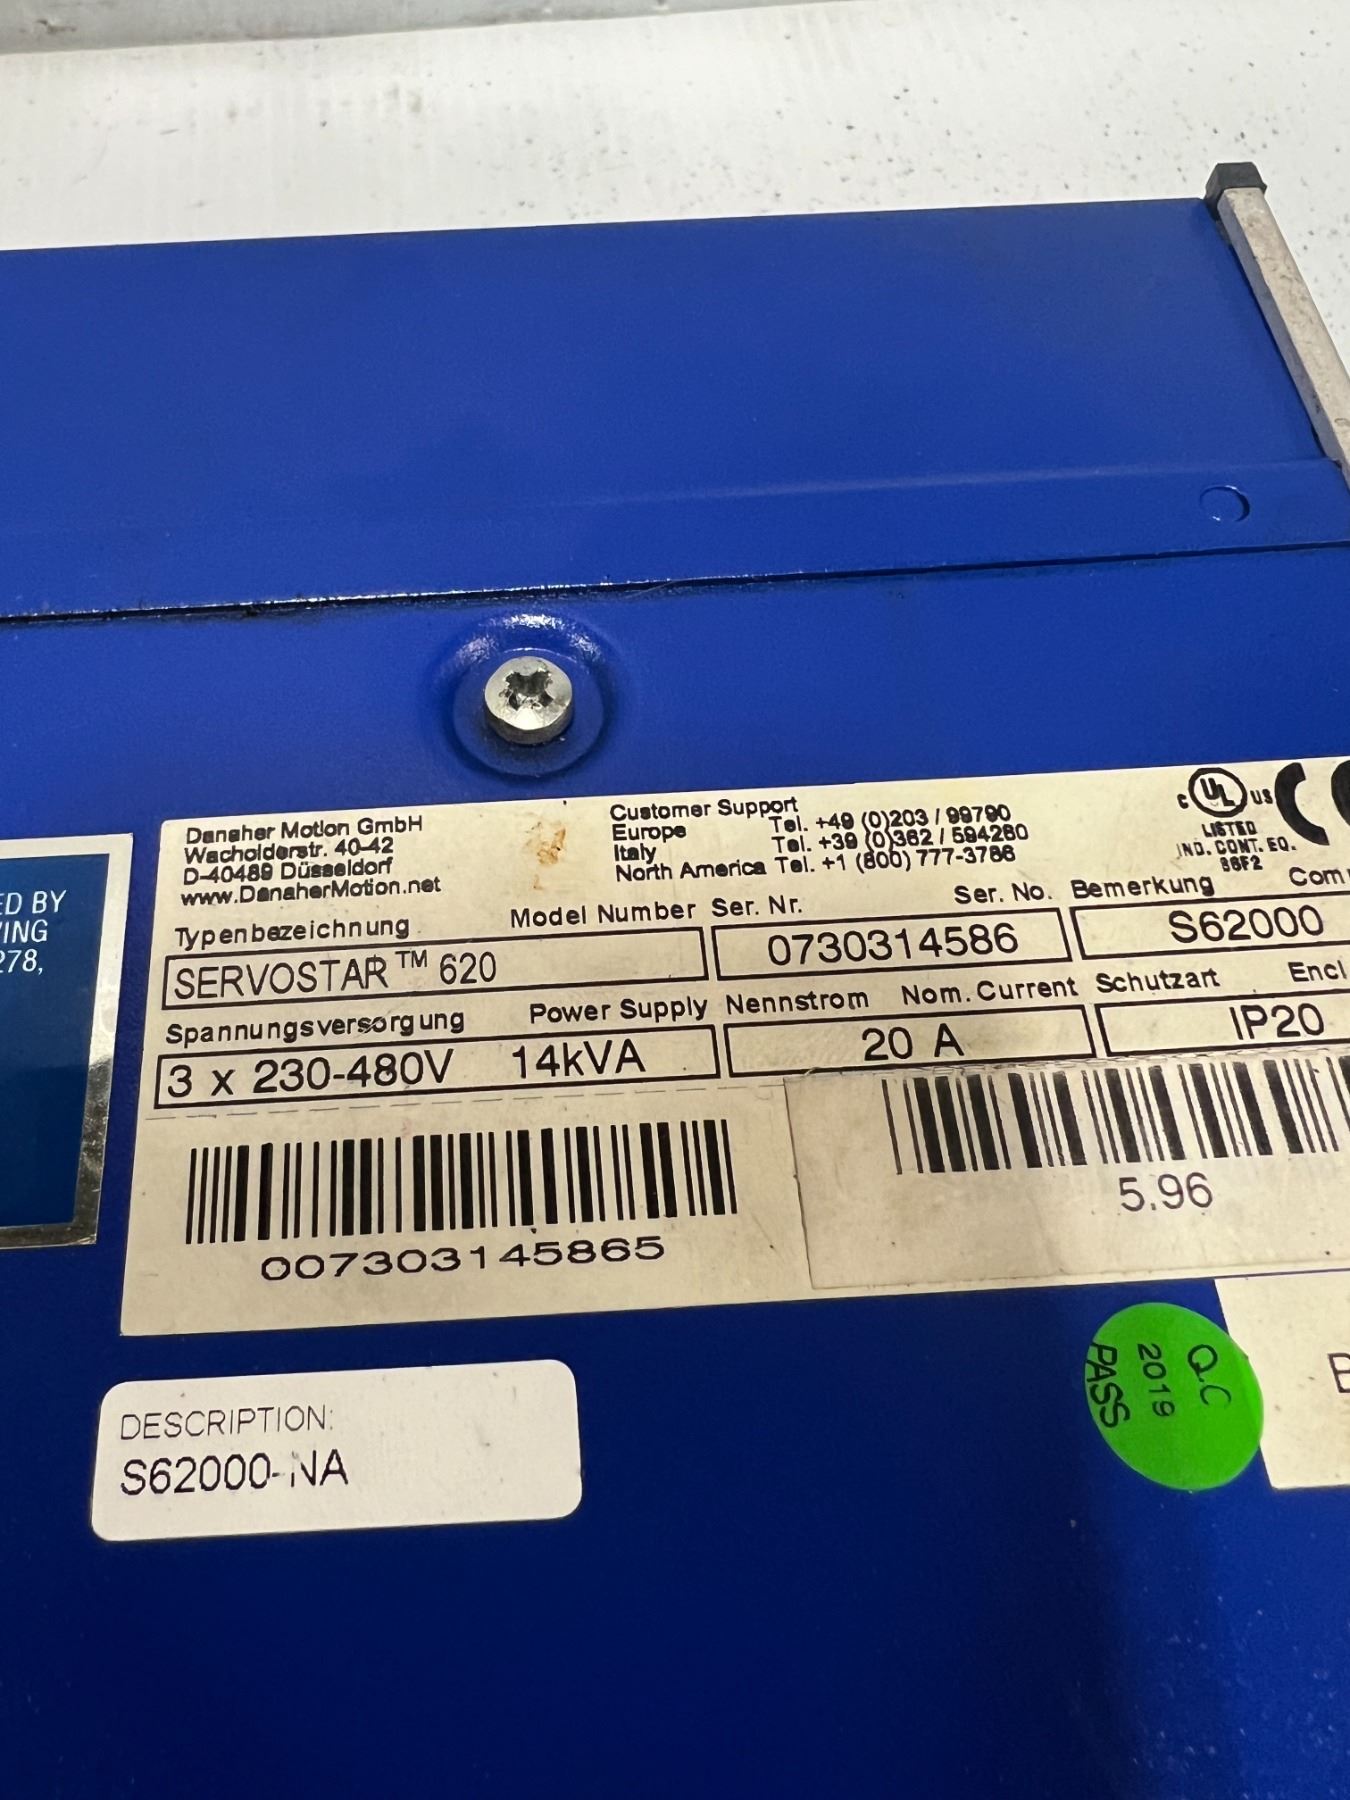 ED BY
VING
278,
Danaher Motion GmbH
Wacholderstr. 40-42
D-40489 Düsseldorf
www.DanaherMotion.net
Customer Support
Europe Tel. +49 (0)203 / 99790
Italy Tel. +39 (0)362 / 594260
North America Tel. +1 (800) 777-3786
C UL US
LISTED
IND. CONT. EQ.
86F2
CE
Typenbezeichnung Model Number Ser. Nr. Ser. No. Bemerkung Com
SERVOSTAR™ 620 0730314586 S62000
Spannungsversorgung Power Supply Nennstrom Nom. Current Schutzart Encl
3 x 230-480V 14kVA 20 A IP20
007303145865
5.96
Q.C
2019
PASS
DESCRIPTION:
S62000-NA